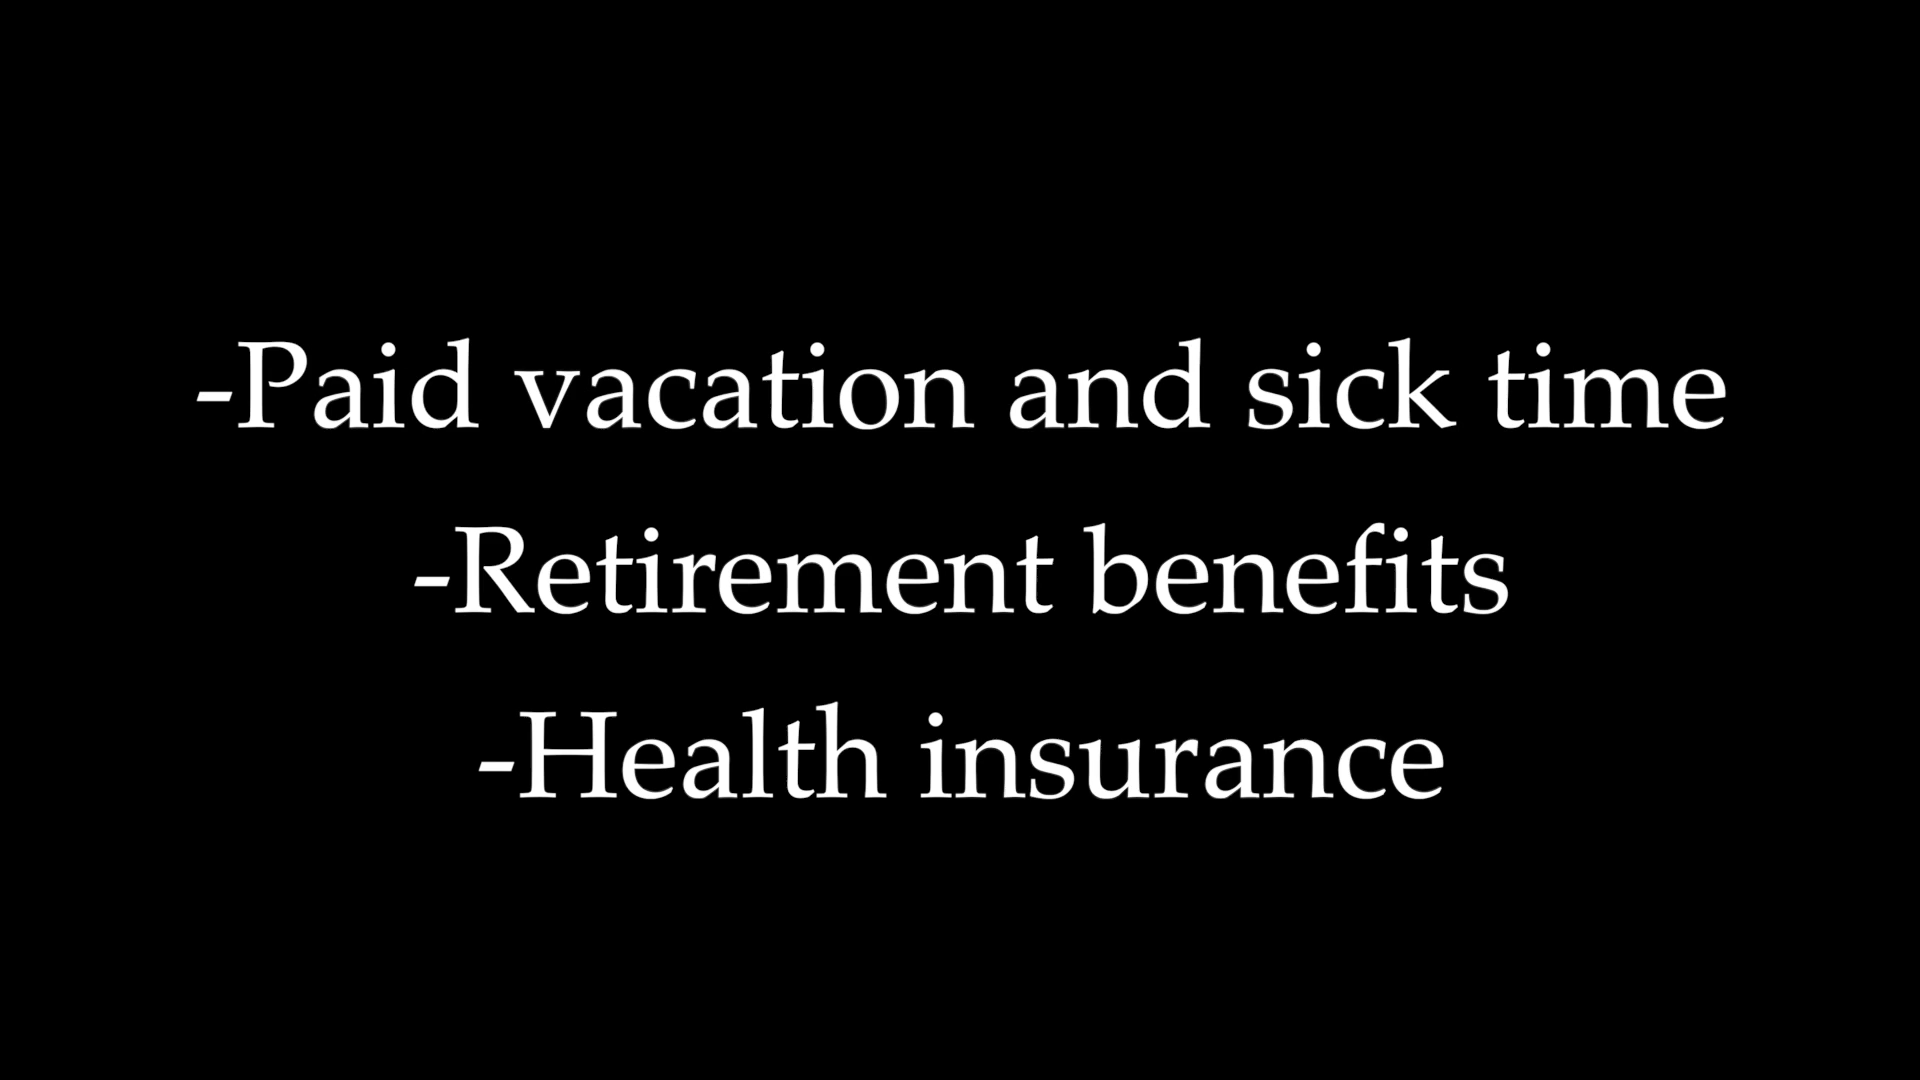 -Paid vacation and sick time
-Retirement benefits
-Health insurance